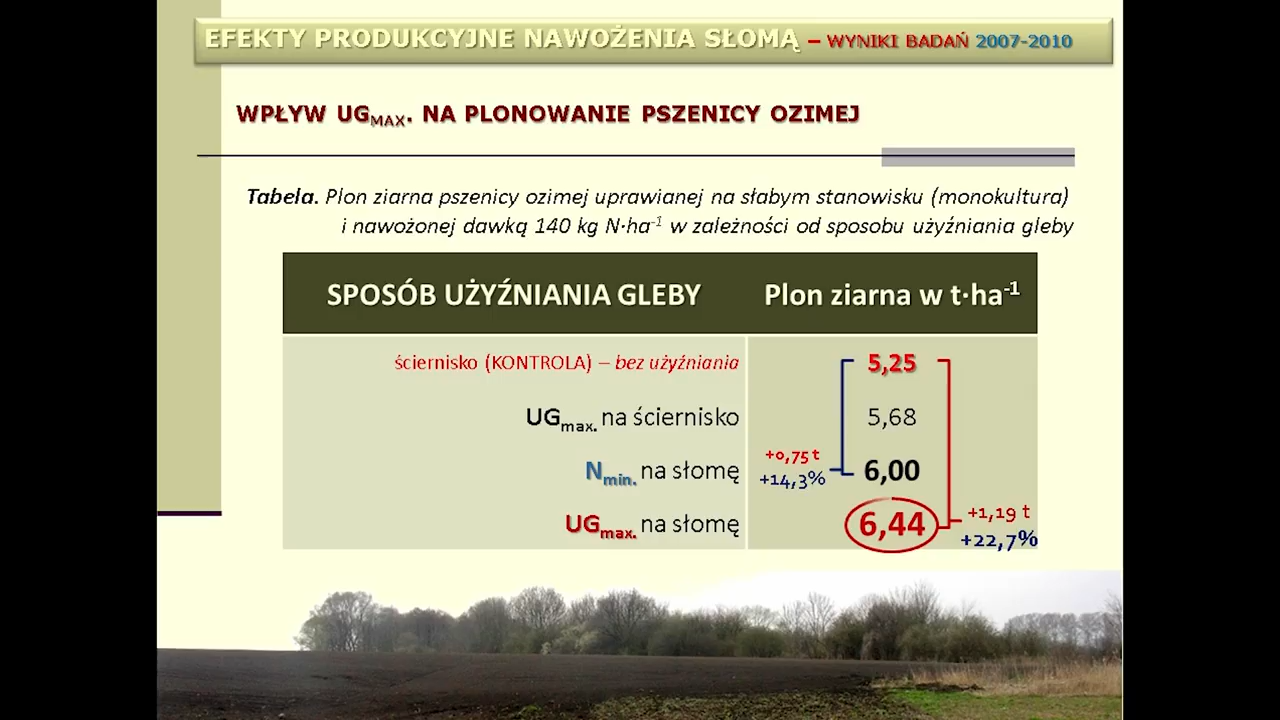 EFEKTY PRODUKCYJNE NAWOŻENIA SŁOMĄ – WYNIKI BADAŃ 2007-2010
WPŁYW UGMAX. NA PLONOWANIE PSZENICY OZIMEJ
Tabela. Plon ziarna pszenicy ozimej uprawianej na słabym stanowisku (monokultura)
i nawożonej dawką 140 kg N·ha-1 w zależności od sposobu użyźniania gleby
SPOSÓB UŻYŹNIANIA GLEBY Plon ziarna w t·ha-1
ściernisko (KONTROLA) – bez użyźniania 5,25
UGmax. na ściernisko 5,68
Nmin. na słomę 6,00
+0,75 t
+14,3%
UGmax. na słomę 6,44
+1,19 t
+22,7%